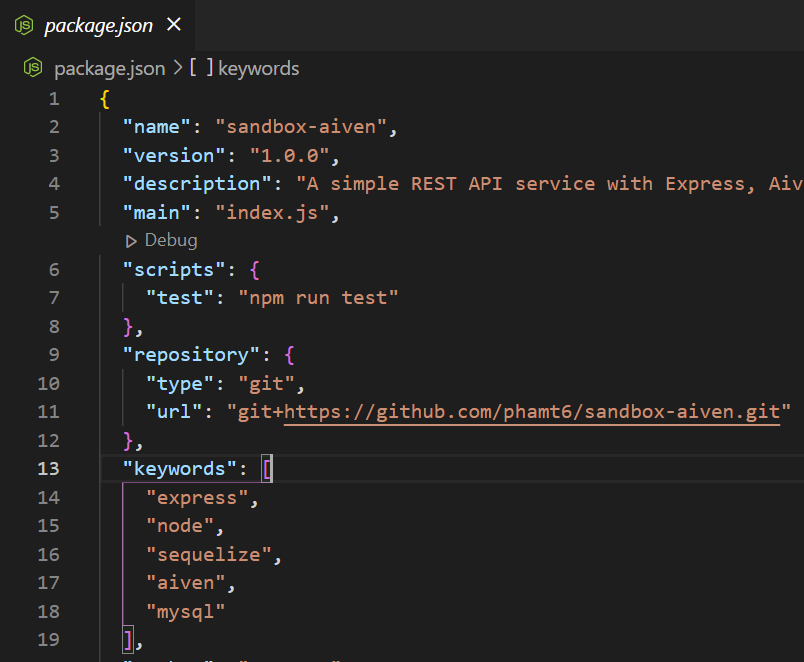 package.json ×
package.json > [ ] keywords
1 {
2 "name": "sandbox-aiven",
3 "version": "1.0.0",
4 "description": "A simple REST API service with Express, Aiv
5 "main": "index.js",
Debug
6 "scripts": {
7 "test": "npm run test"
8 },
9 "repository": {
10 "type": "git",
11 "url": "git+https://github.com/phamt6/sandbox-aiven.git"
12 },
13 "keywords": [
14 "express",
15 "node",
16 "sequelize",
17 "aiven",
18 "mysql"
19 ],